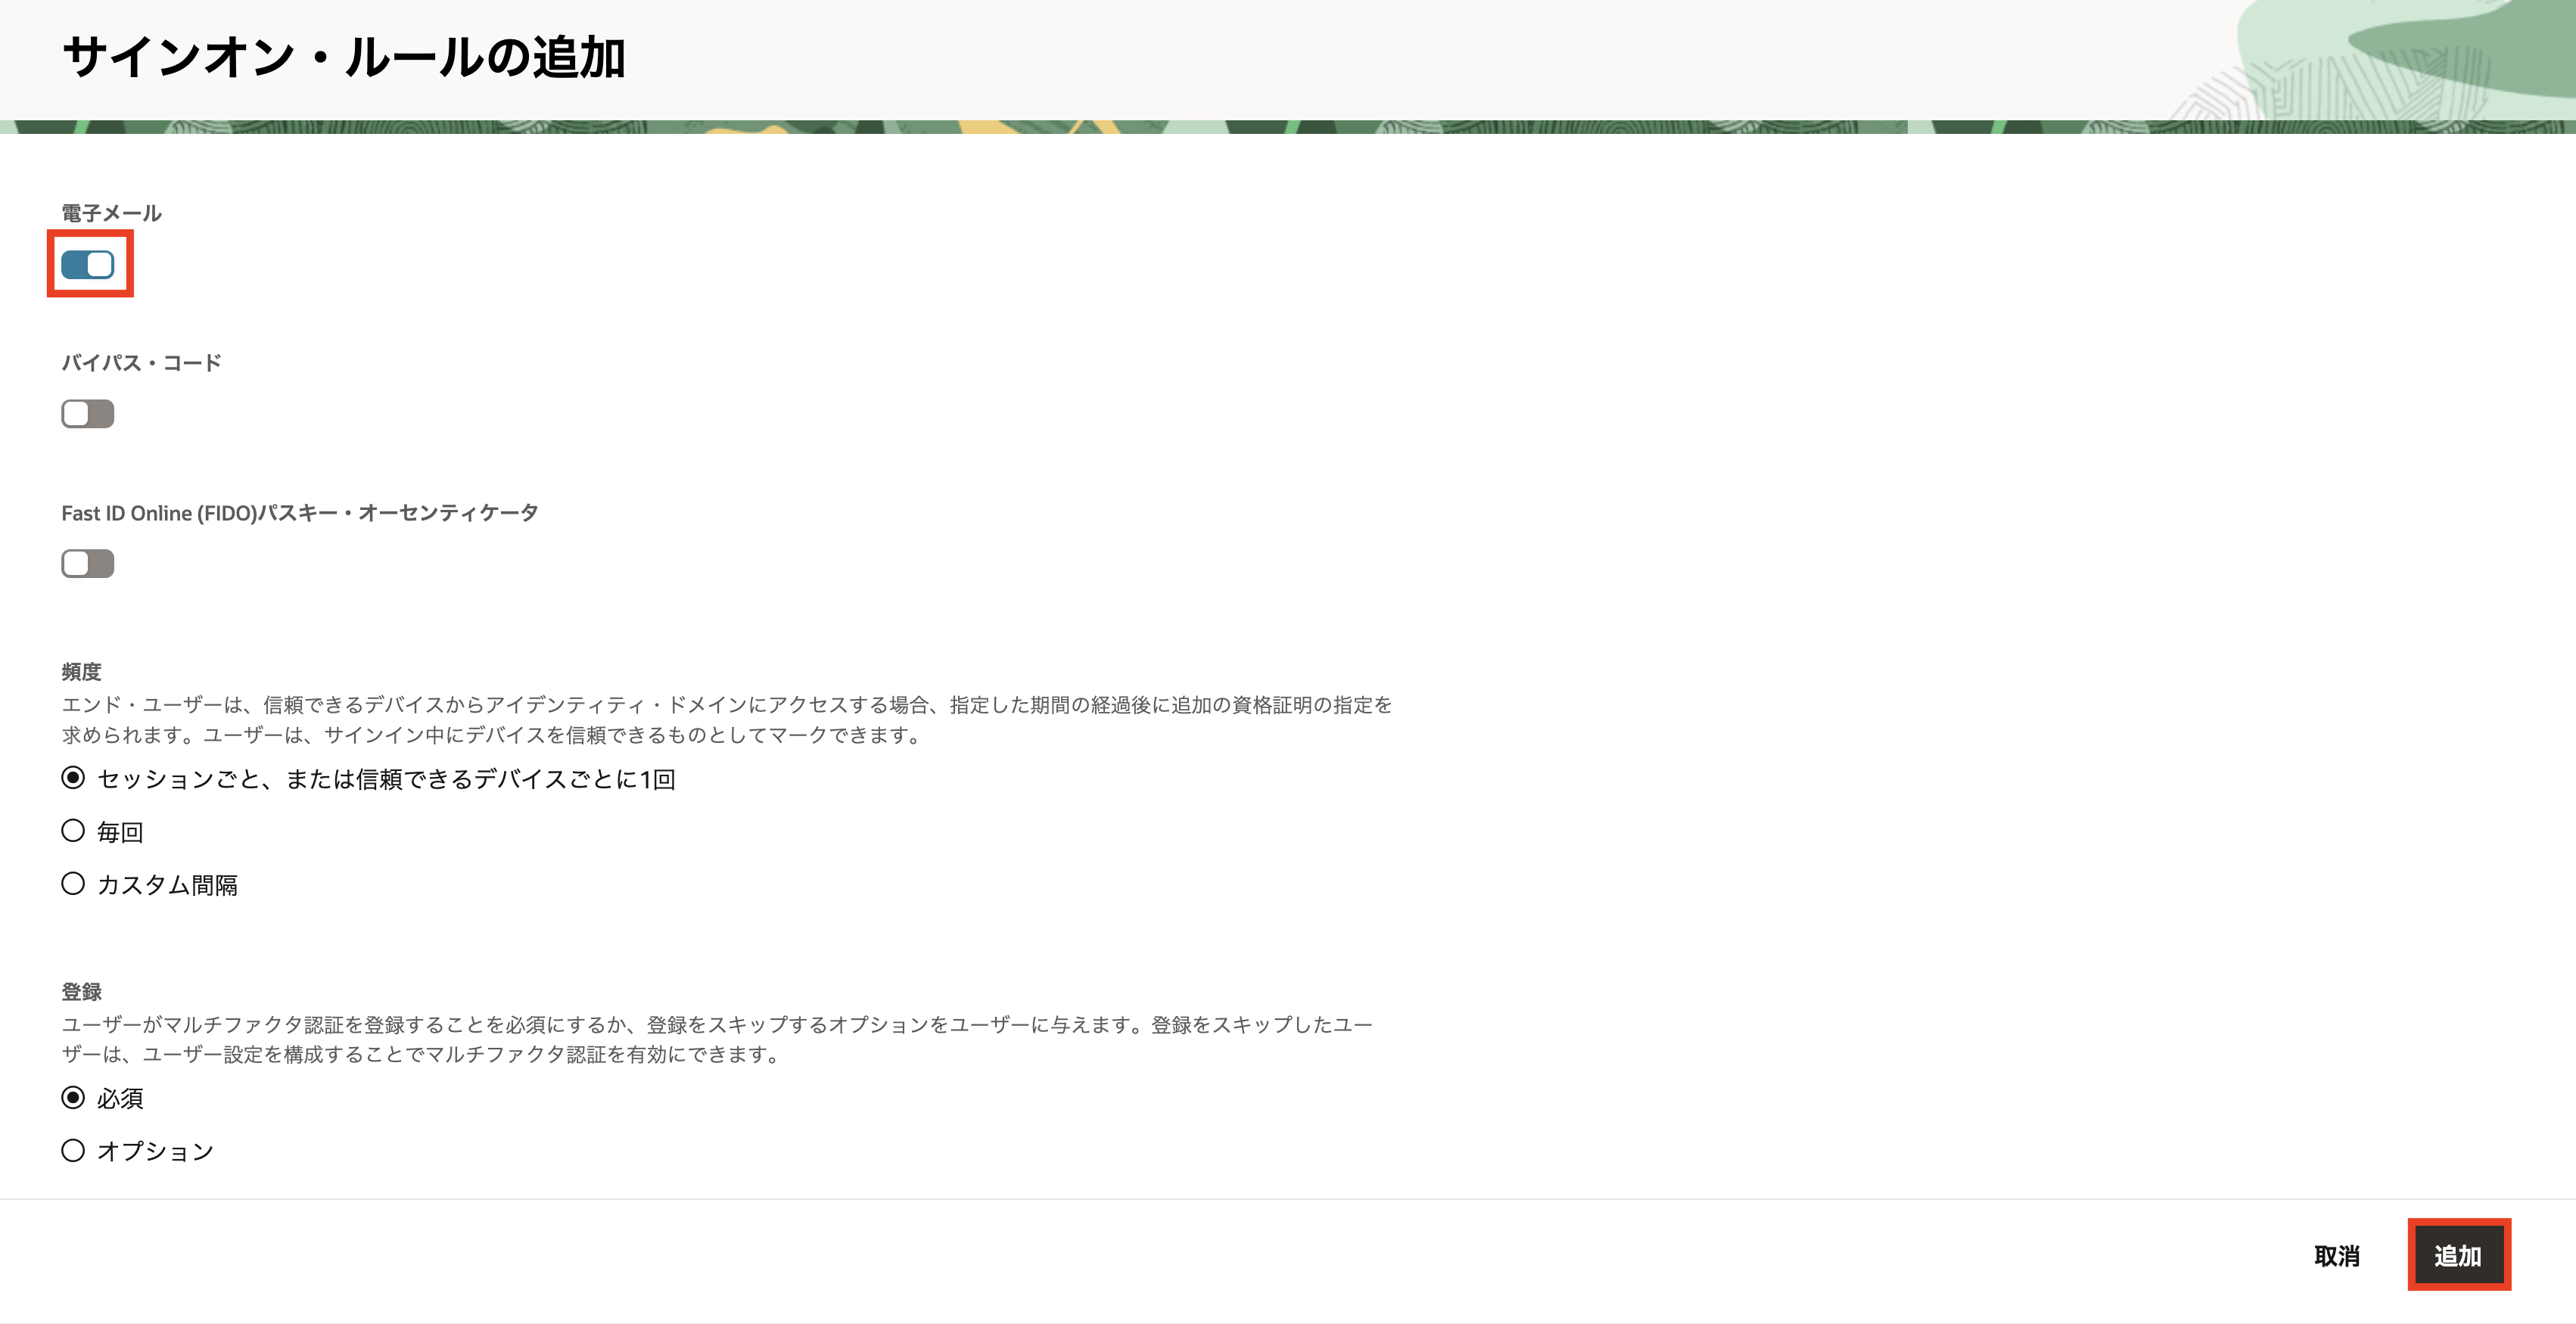 サインオン・ルールの追加
電子メール
バイパス・コード
Fast ID Online (FIDO)パスキー・オーセンティケータ
頻度
エンド・ユーザーは、信頼できるデバイスからアイデンティティ・ドメインにアクセスする場合、指定した期間の経過後に追加の資格証明の指定を
求められます。ユーザーは、サインイン中にデバイスを信頼できるものとしてマークできます。
セッションごと、または信頼できるデバイスごとに1回
毎回
カスタム間隔
登録
ユーザーがマルチファクタ認証を登録することを必須にするか、登録をスキップするオプションをユーザーに与えます。登録をスキップしたユー
ザーは、ユーザー設定を構成することでマルチファクタ認証を有効にできます。
必須
オプション
取消
追加